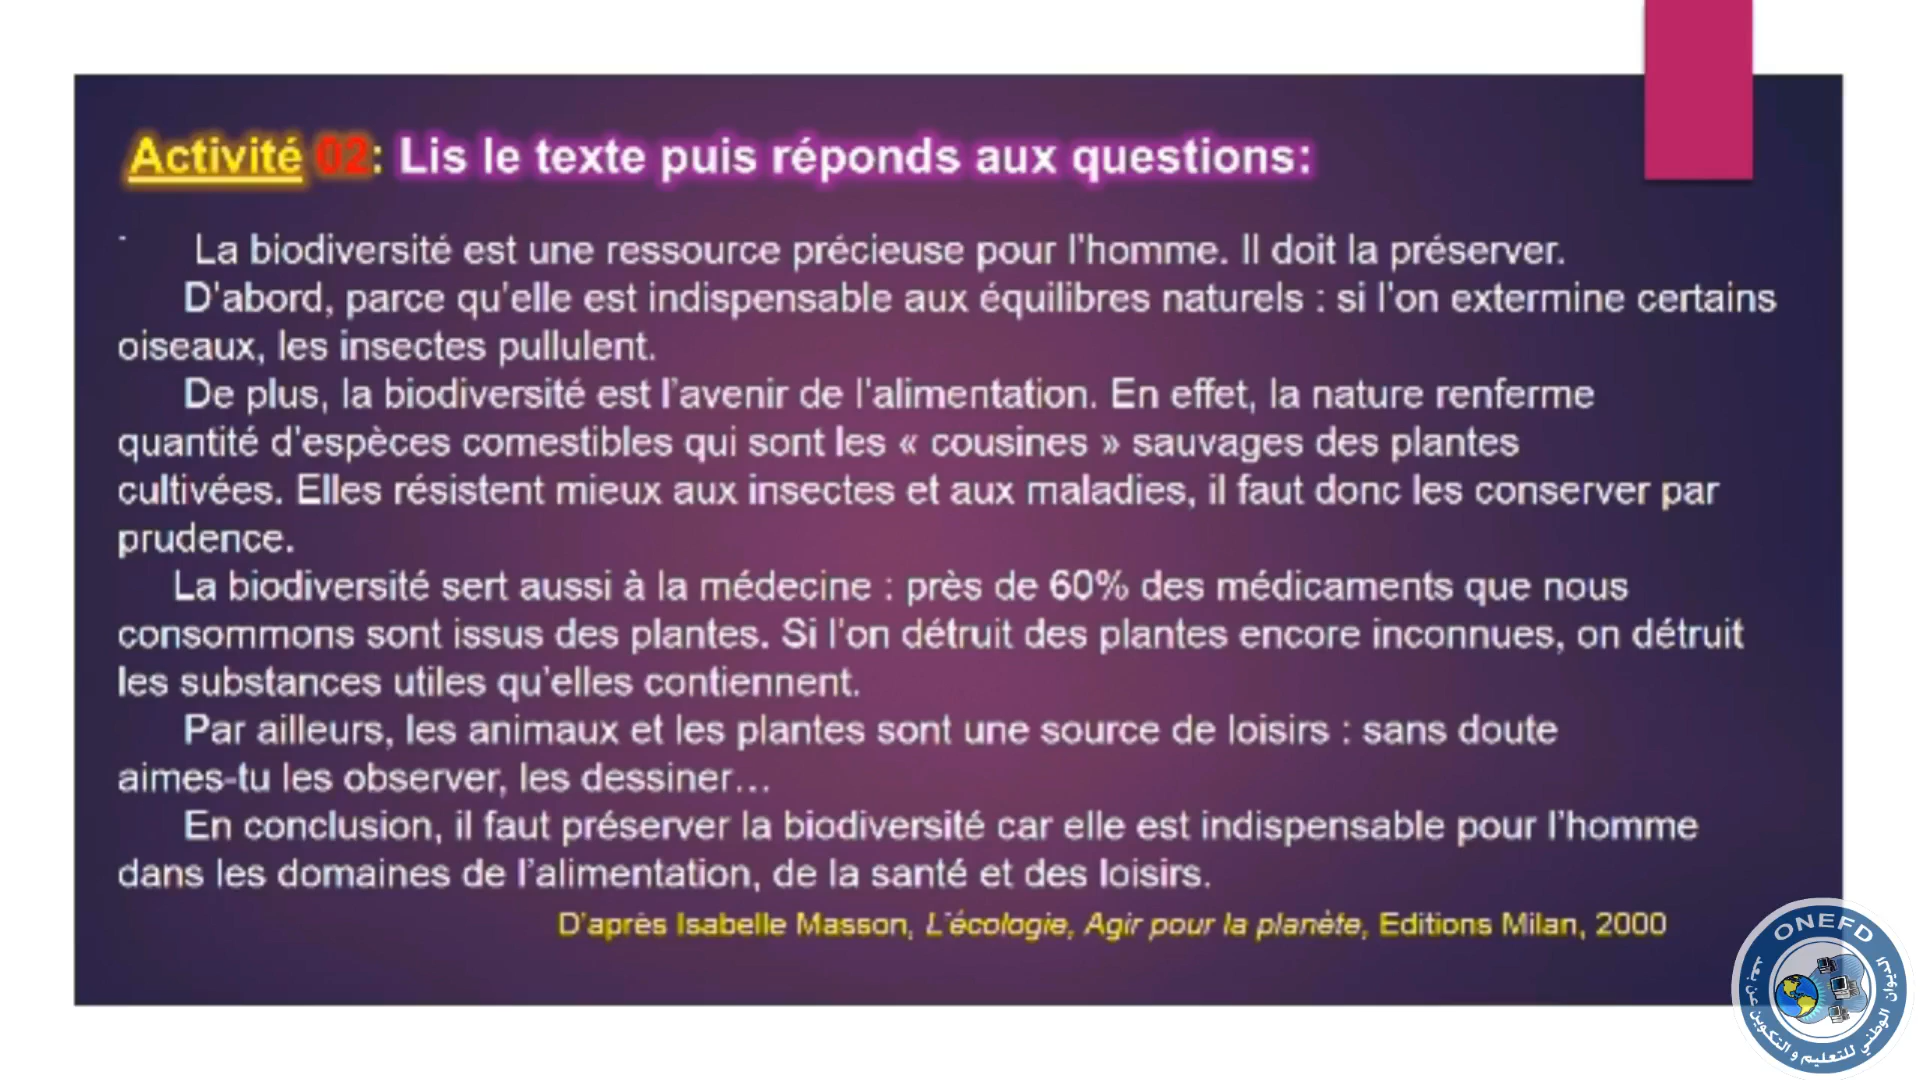 Activité 02: Lis le texte puis réponds aux questions:
La biodiversité est une ressource précieuse pour l'homme. Il doit la préserver.
D'abord, parce qu'elle est indispensable aux équilibres naturels : si l'on extermine certains
oiseaux, les insectes pullulent.
De plus, la biodiversité est l'avenir de l'alimentation. En effet, la nature renferme
quantité d'espèces comestibles qui sont les « cousines » sauvages des plantes
cultivées. Elles résistent mieux aux insectes et aux maladies, il faut donc les conserver par
prudence.
La biodiversité sert aussi à la médecine : près de 60% des médicaments que nous
consommons sont issus des plantes. Si l'on détruit des plantes encore inconnues, on détruit
les substances utiles qu'elles contiennent.
Par ailleurs, les animaux et les plantes sont une source de loisirs : sans doute
aimes-tu les observer, les dessiner...
En conclusion, il faut préserver la biodiversité car elle est indispensable pour l'homme
dans les domaines de l'alimentation, de la santé et des loisirs.
D'après Isabelle Masson, L'écologie, Agir pour la planète, Editions Milan, 2000
ONEFD
الديوان الوطني للتعليم و التكوين عن بعد